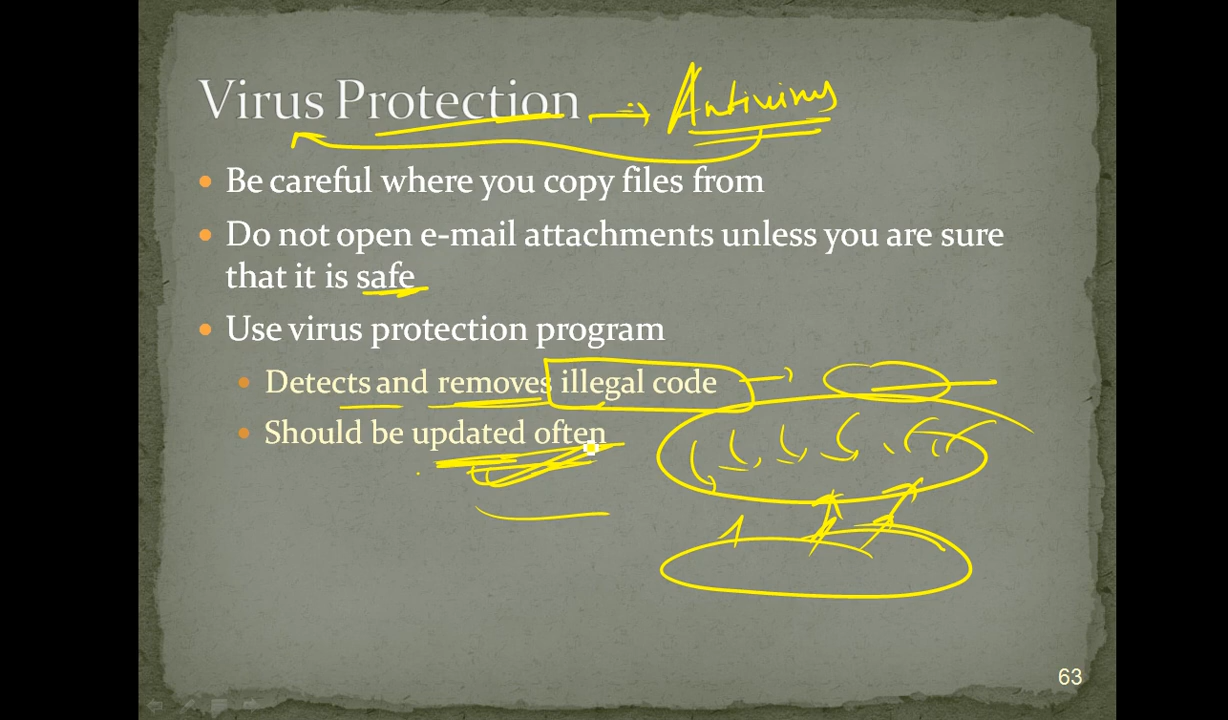 Virus Protection → Antivirus
• Be careful where you copy files from
• Do not open e-mail attachments unless you are sure
that it is safe
• Use virus protection program
• Detects and removes illegal code
• Should be updated often
63